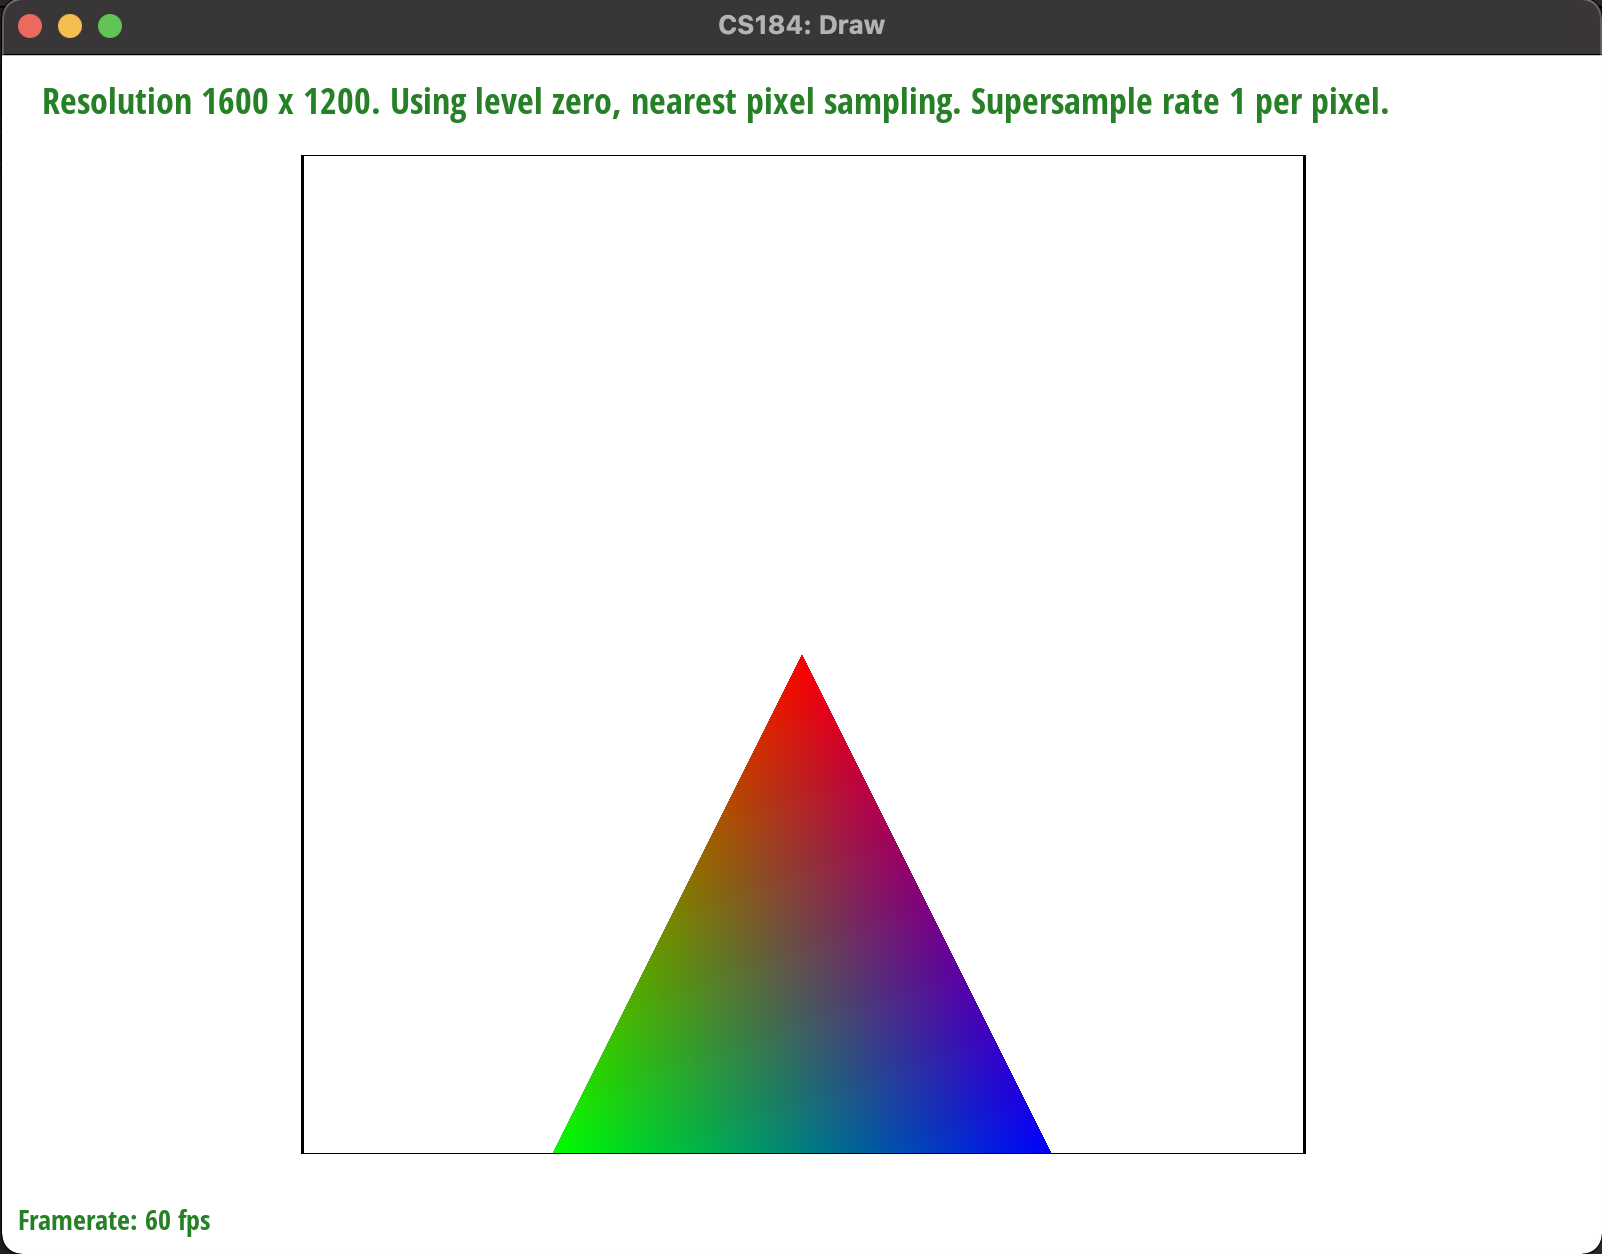 CS184: Draw
Resolution 1600 x 1200. Using level zero, nearest pixel sampling. Supersample rate 1 per pixel.
Framerate: 60 fps